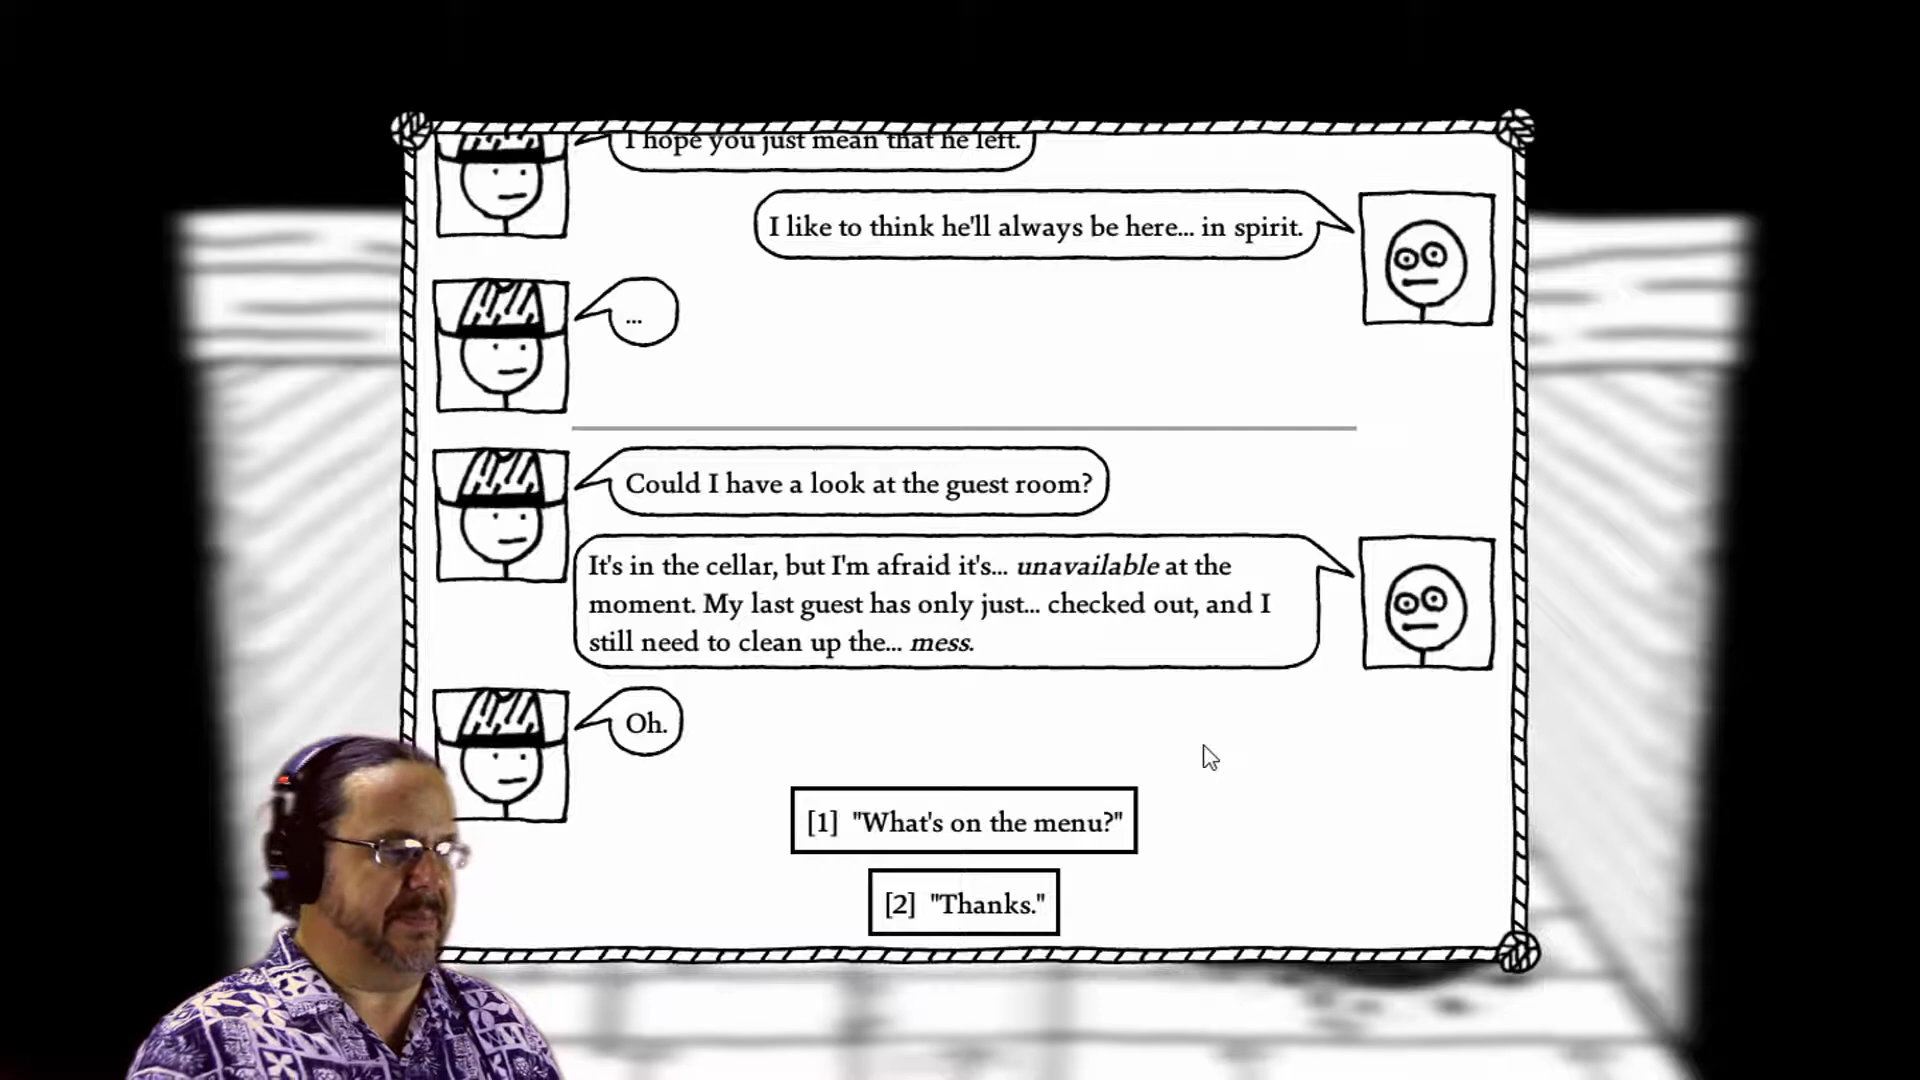 I hope you just mean that he left.
I like to think he'll always be here... in spirit.
...
Could I have a look at the guest room?
It's in the cellar, but I'm afraid it's... unavailable at the
moment. My last guest has only just... checked out, and I
still need to clean up the... mess.
Oh.
[1] "What's on the menu?"
[2] "Thanks."